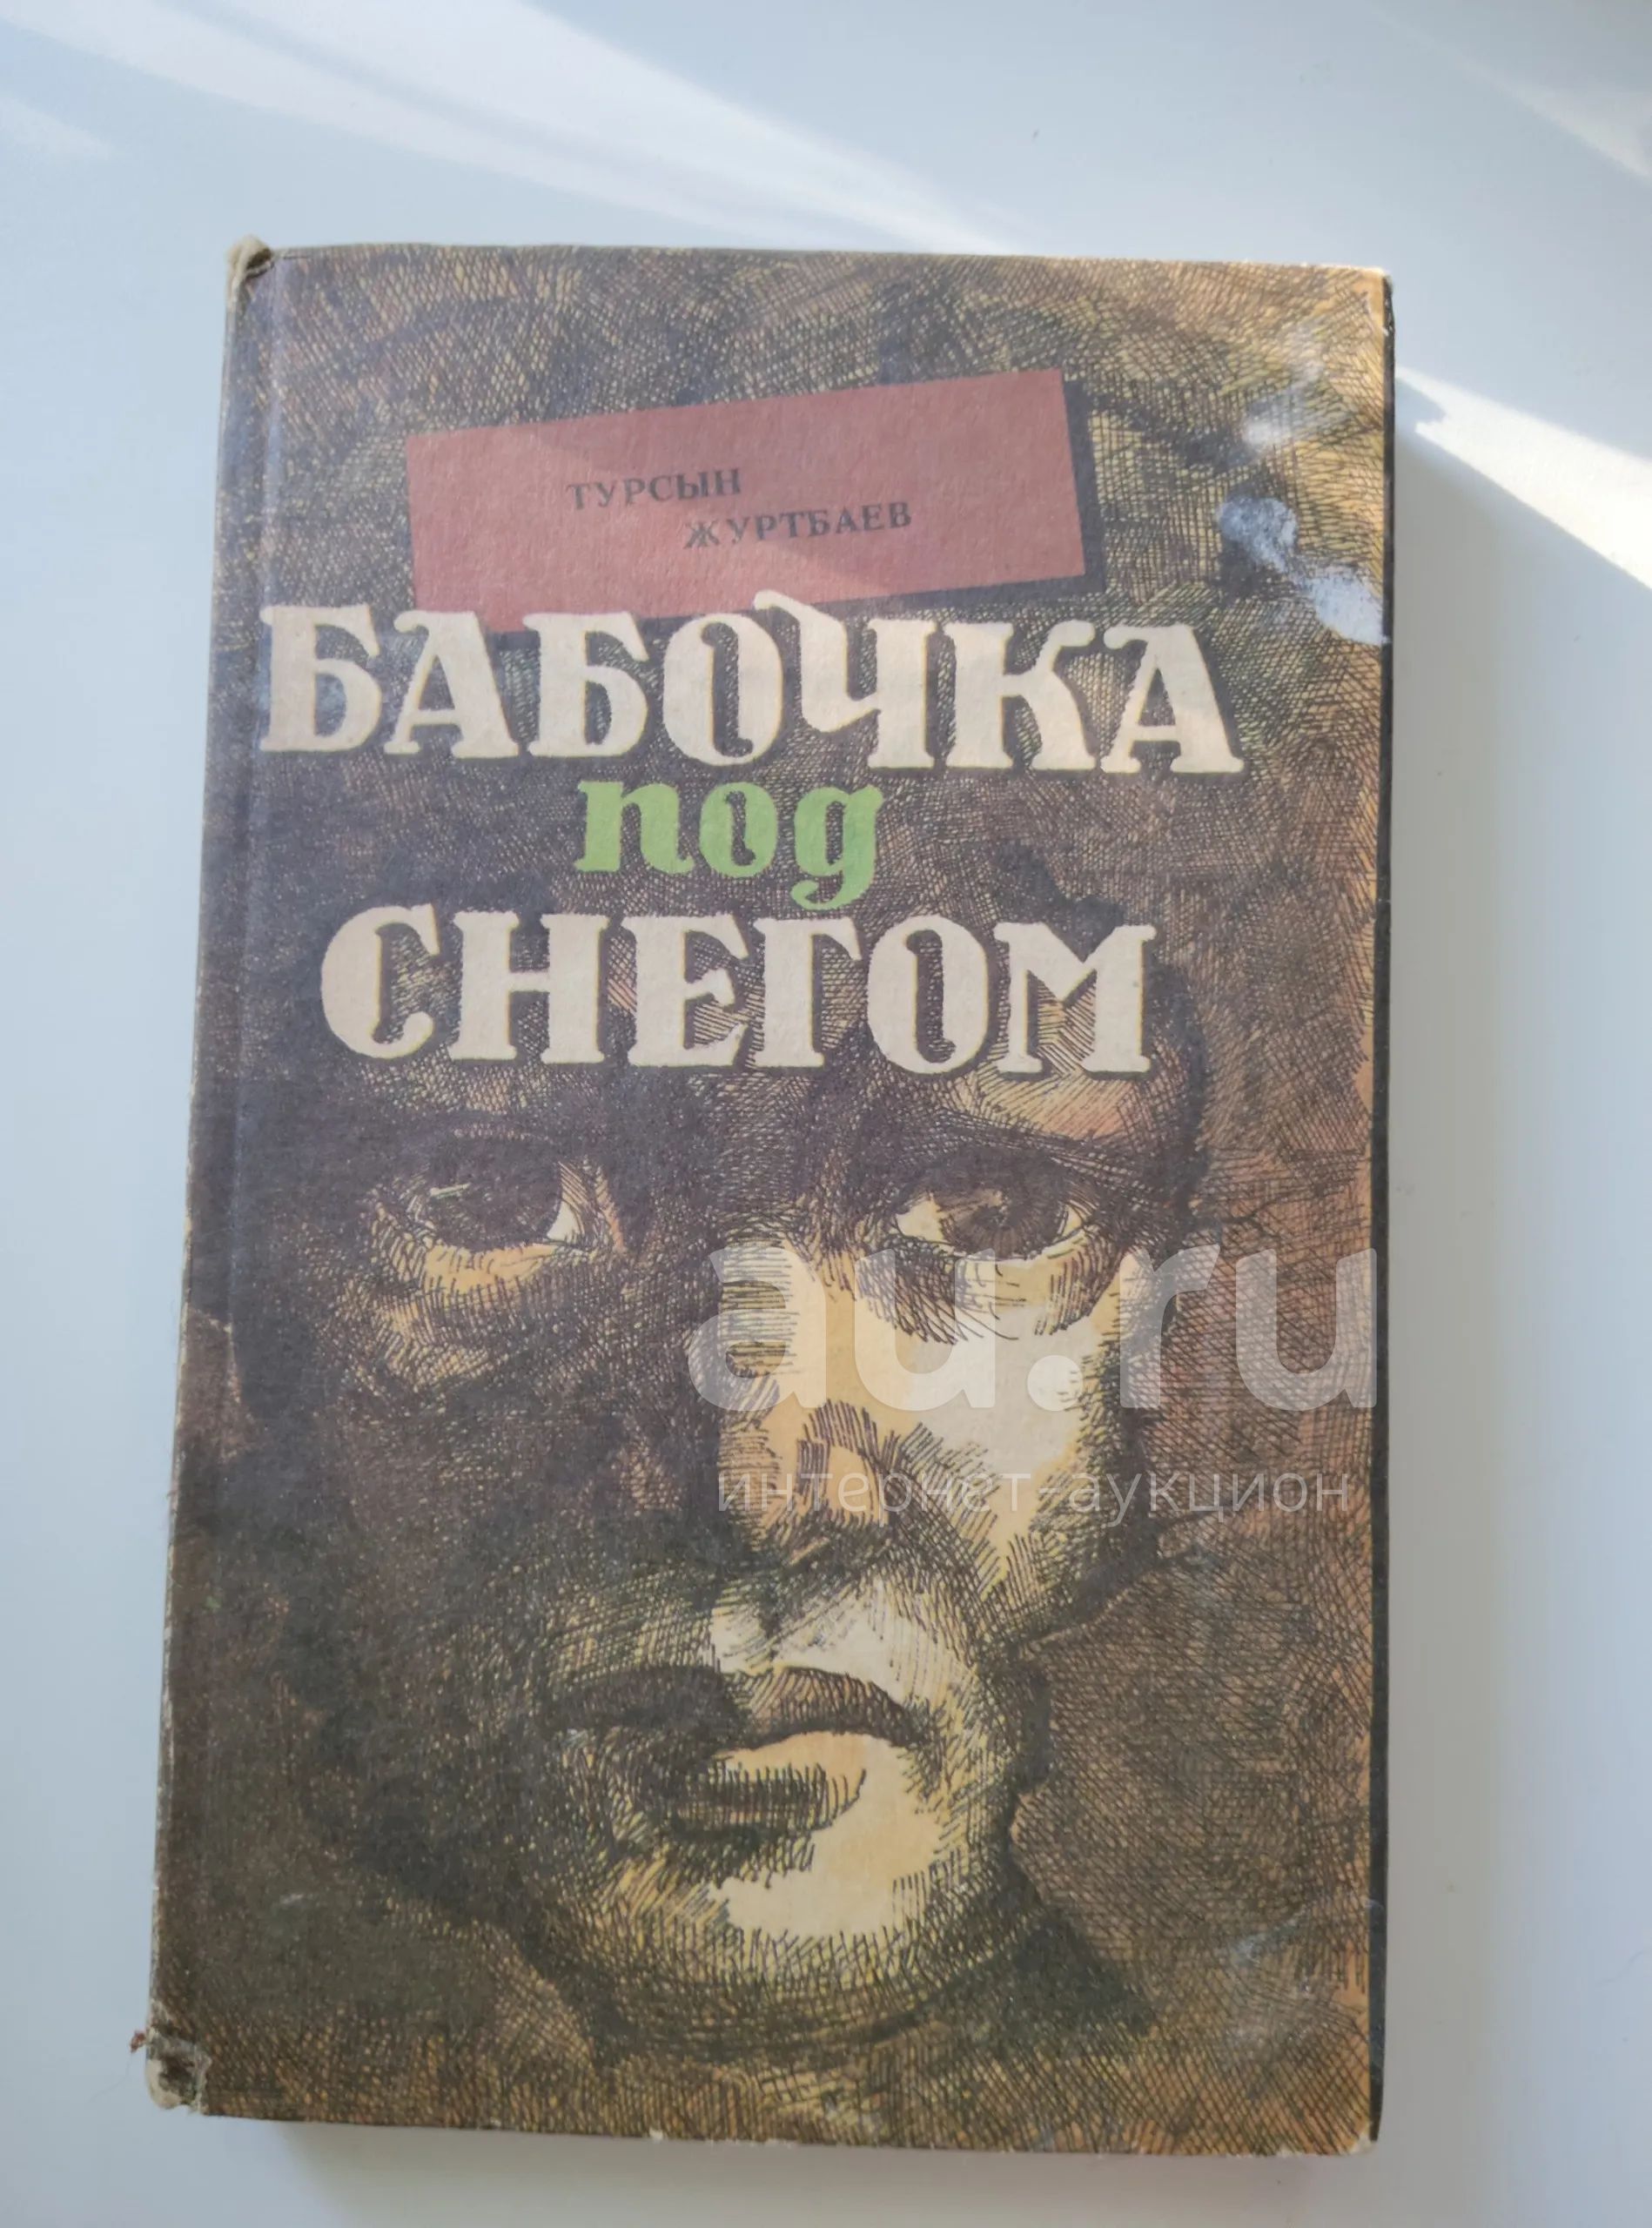 ТУРСЫН
ЖУРТБАЕВ
БАБОЧКА
под
СНЕГОМ
au.ru
интернет-аукцион